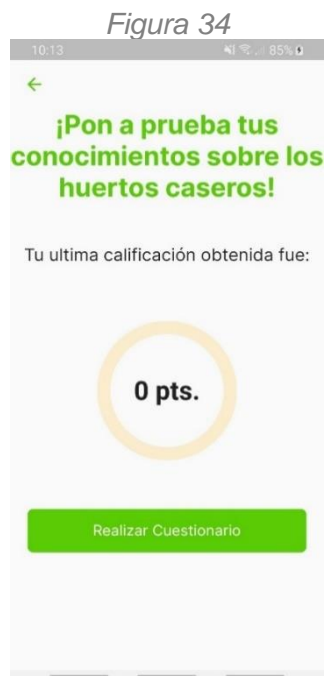 Figura 34
10:13
85%
¡Pon a prueba tus
conocimientos sobre los
huertos caseros!
Tu ultima calificación obtenida fue:
0 pts.
Realizar Cuestionario